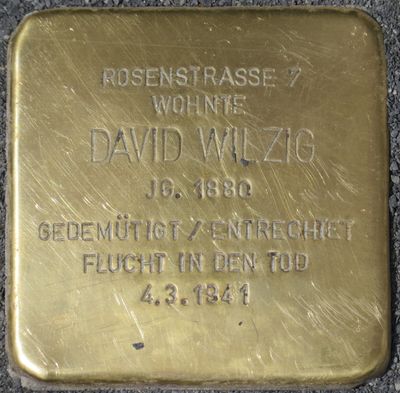 ROSENSTRASSE 7
WOHNTE
DAVID WILZIG
JG. 1880
GEDEMÜTIGT / ENTRECHTET
FLUCHT IN DEN TOD
4.3.1941